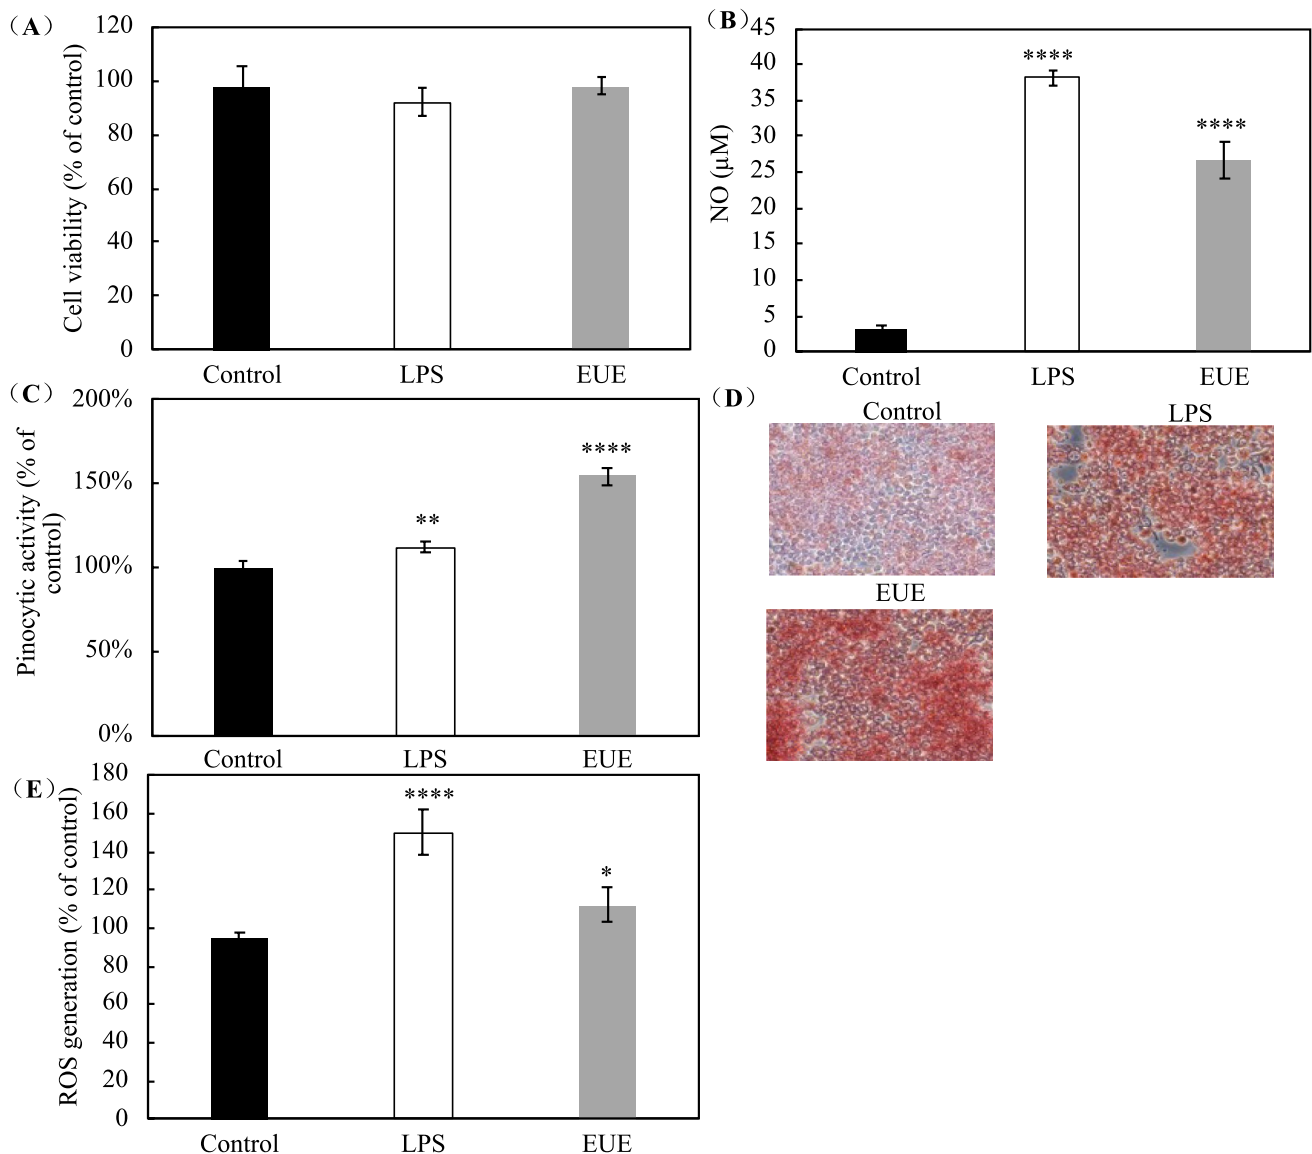 （A）
Cell viability (% of control)
120
100
80
60
40
20
0
Control LPS EUE
（B）
NO (μM)
45
40
35
30
25
20
15
10
5
0
****
****
Control LPS EUE
（C）
Pinocytic activity (% of
control)
200%
150%
100%
50%
0%
**
****
Control LPS EUE
（D）
Control LPS
EUE
（E）
ROS generation (% of control)
180
160
140
120
100
80
60
40
20
0
****
*
Control LPS EUE